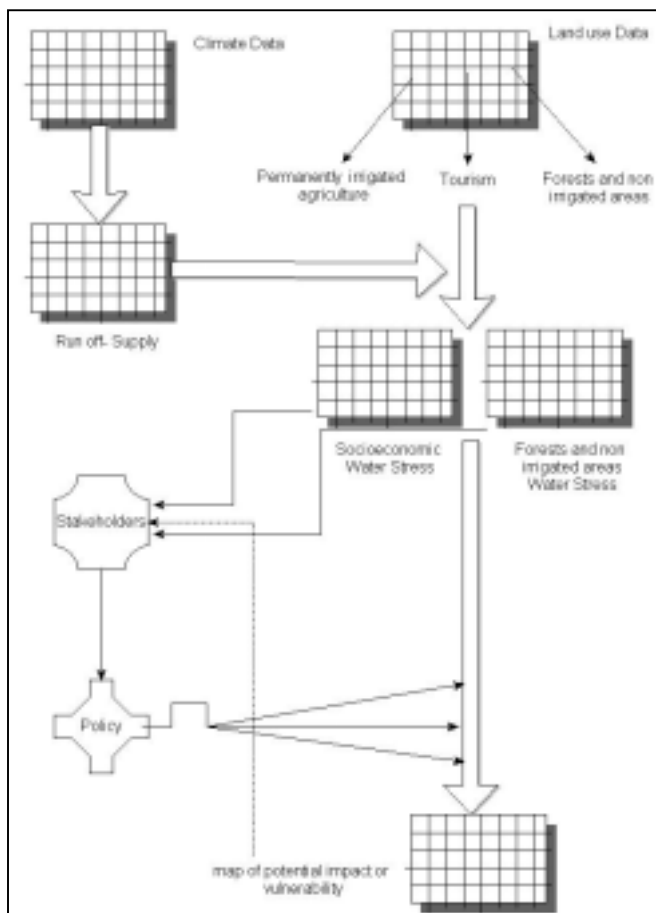 Climate Data
Land use Data
Permanently irrigated
agriculture
Tourism
Forests and non
irrigated areas
Run off- Supply
Socioeconomic
Water Stress
Forests and non
irrigated areas
Water Stress
Stakeholders
Policy
map of potential impact or
vulnerability